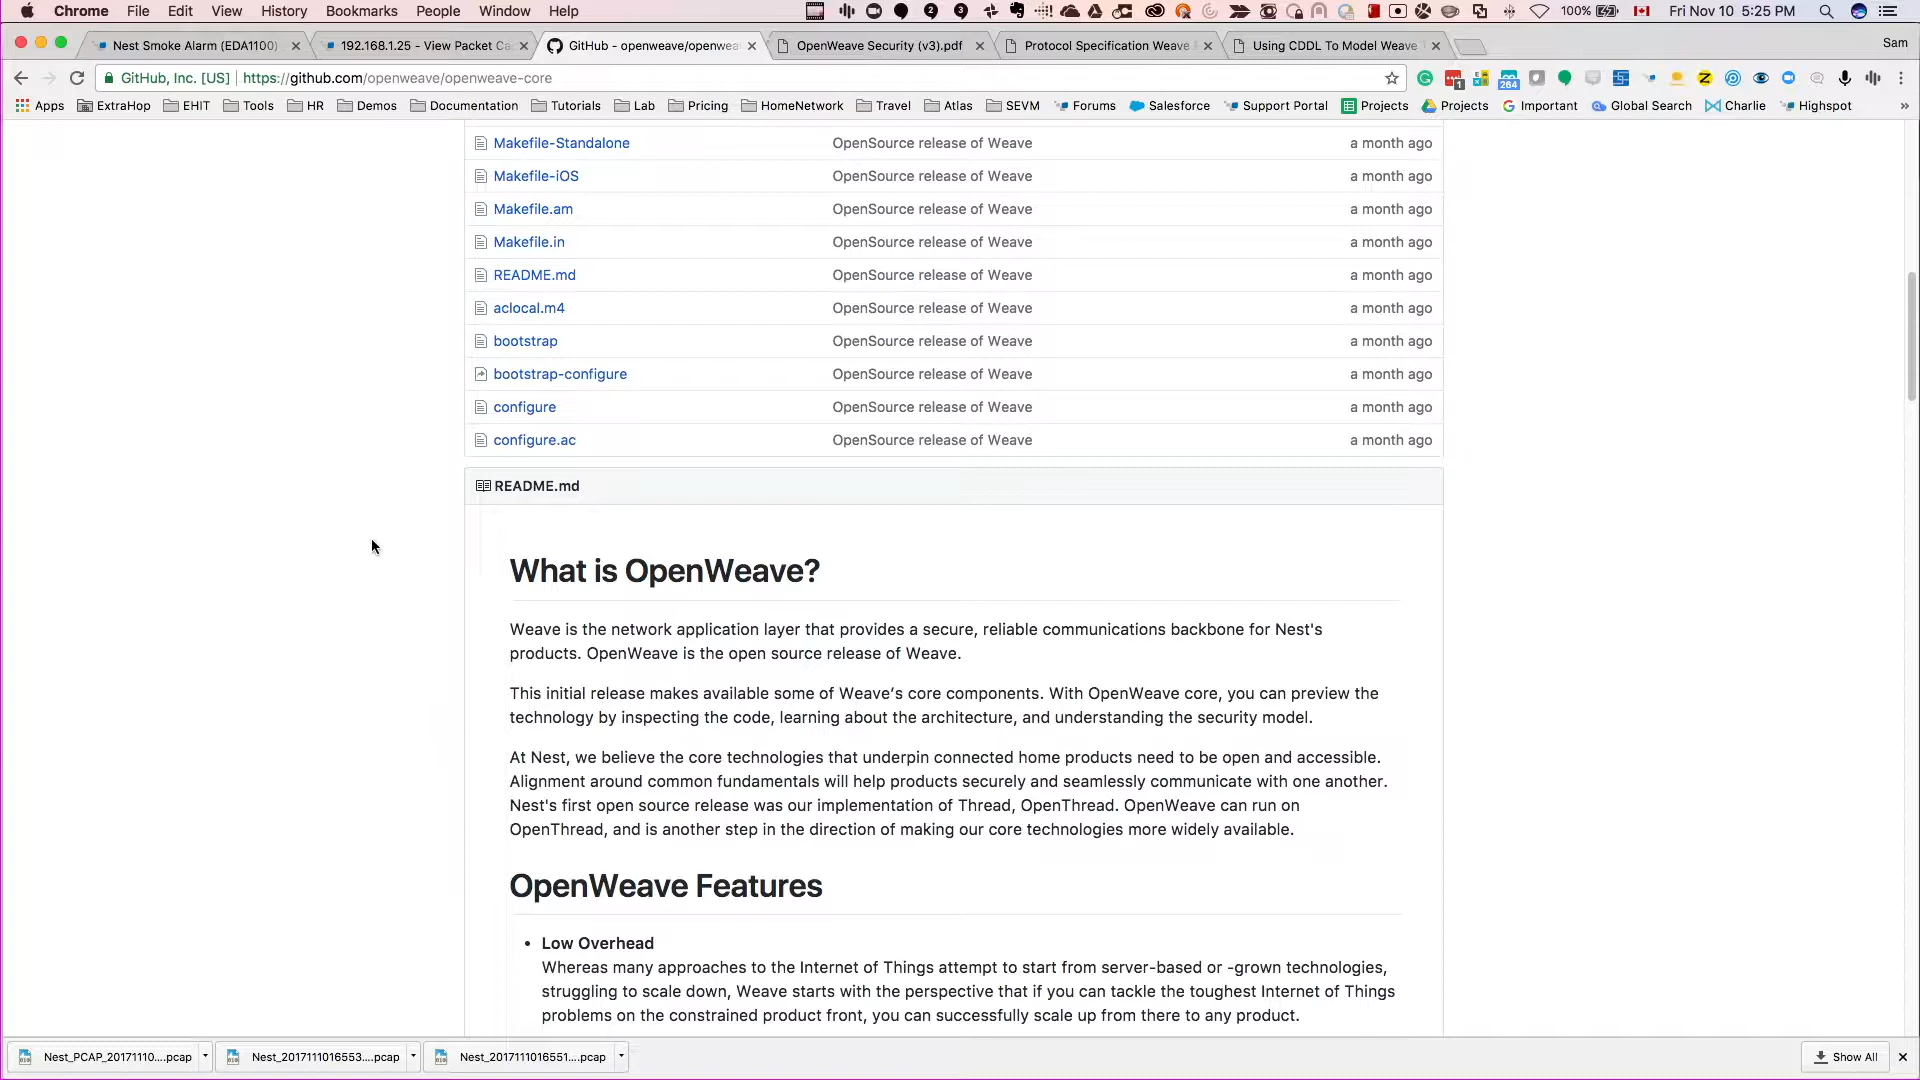 Chrome File Edit View History Bookmarks People Window Help 100% Fri Nov 10 5:25 PM
Nest Smoke Alarm (EDA1100)
192.168.1.25 - View Packet Ca
GitHub - openweave/openwea
OpenWeave Security (v3).pdf
Protocol Specification Weave
Using CDDL To Model Weave
Sam
GitHub, Inc. [US] https://github.com/openweave/openweave-core
Apps ExtraHop EHIT Tools HR Demos Documentation Tutorials Lab Pricing HomeNetwork Travel Atlas SEVM Forums Salesforce Support Portal Projects Projects Important Global Search Charlie Highspot »
Makefile-Standalone OpenSource release of Weave a month ago
Makefile-iOS OpenSource release of Weave a month ago
Makefile.am OpenSource release of Weave a month ago
Makefile.in OpenSource release of Weave a month ago
README.md OpenSource release of Weave a month ago
aclocal.m4 OpenSource release of Weave a month ago
bootstrap OpenSource release of Weave a month ago
bootstrap-configure OpenSource release of Weave a month ago
configure OpenSource release of Weave a month ago
configure.ac OpenSource release of Weave a month ago
README.md
What is OpenWeave?
Weave is the network application layer that provides a secure, reliable communications backbone for Nest's
products. OpenWeave is the open source release of Weave.
This initial release makes available some of Weave’s core components. With OpenWeave core, you can preview the
technology by inspecting the code, learning about the architecture, and understanding the security model.
At Nest, we believe the core technologies that underpin connected home products need to be open and accessible.
Alignment around common fundamentals will help products securely and seamlessly communicate with one another.
Nest's first open source release was our implementation of Thread, OpenThread. OpenWeave can run on
OpenThread, and is another step in the direction of making our core technologies more widely available.
OpenWeave Features
• Low Overhead
Whereas many approaches to the Internet of Things attempt to start from server-based or -grown technologies,
struggling to scale down, Weave starts with the perspective that if you can tackle the toughest Internet of Things
problems on the constrained product front, you can successfully scale up from there to any product.
Nest_PCAP_20171110....pcap
Nest_2017111016553....pcap
Nest_2017111016551....pcap
Show All